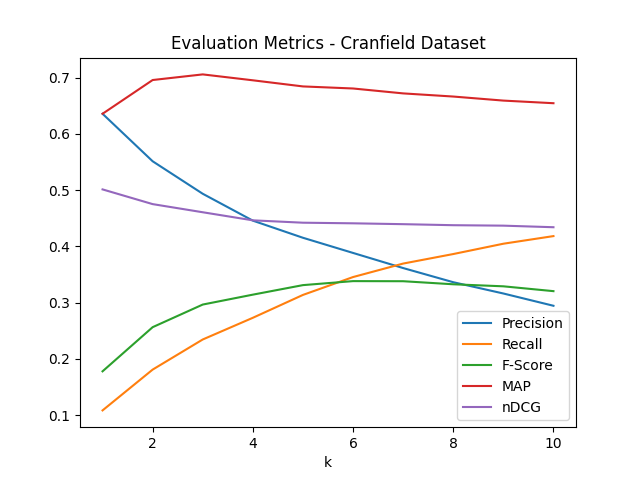 Evaluation Metrics - Cranfield Dataset
0.7
0.6
0.5
0.4
0.3
0.2
0.1
Precision
Recall
F-Score
MAP
nDCG
2 4 6 8 10
k